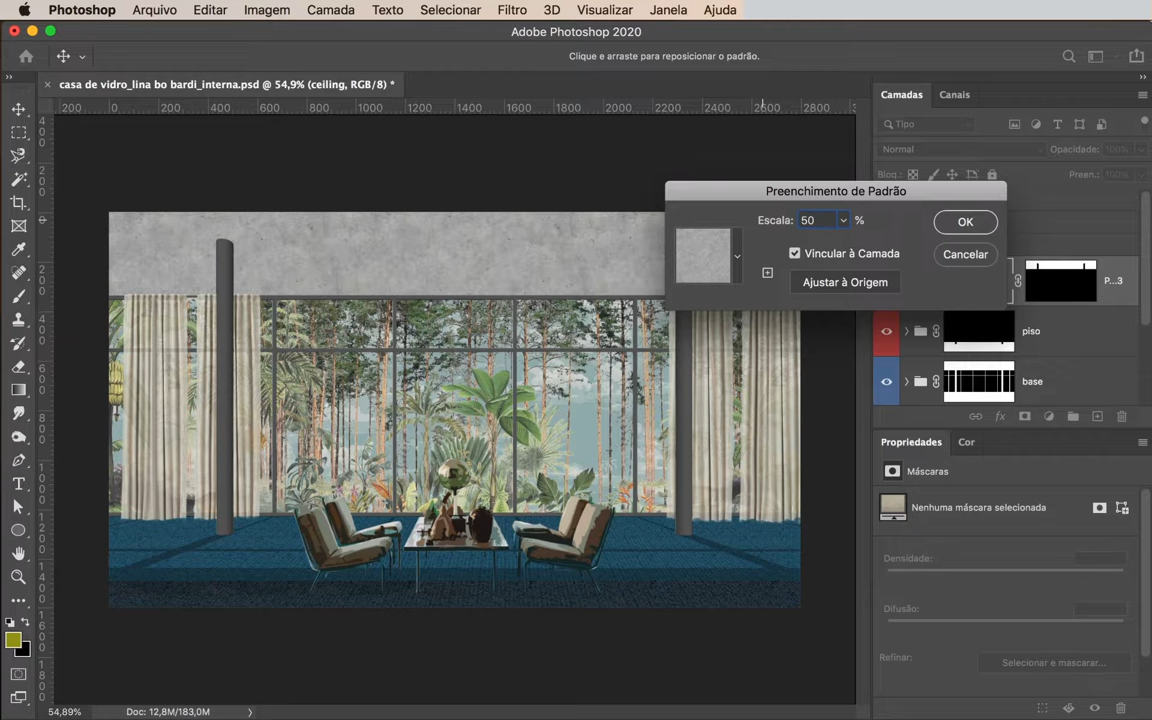 Photoshop Arquivo Editar Imagem Camada Texto Selecionar Filtro 3D Visualizar Janela Ajuda
Adobe Photoshop 2020
Clique e arraste para reposicionar o padrão.
× casa de vidro_lina bo bardi_interna.psd @ 54,9% (ceiling, RGB/8) *
200 0 200 400 600 800 1000 1200 1400 1600 1800 2000 2200 2400 2600 2800
Camadas Canais
Tipo
Normal Opacidade: 100%
Bloq.: Preen.: 100%
Preenchimento de Padrão
Escala: 50 %
OK
Vincular à Camada
Cancelar
Ajustar à Origem
P...3
piso
base
fx
Propriedades Cor
Máscaras
Nenhuma máscara selecionada
Densidade:
Difusão:
Refinar:
Selecionar e mascarar...
54,89% Doc: 12,8M/183,0M